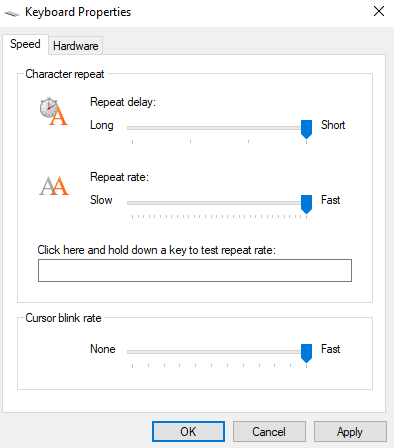 Keyboard Properties
Speed Hardware
Character repeat
Repeat delay:
Long Short
Repeat rate:
Slow Fast
Click here and hold down a key to test repeat rate:
Cursor blink rate
None Fast
OK Cancel Apply